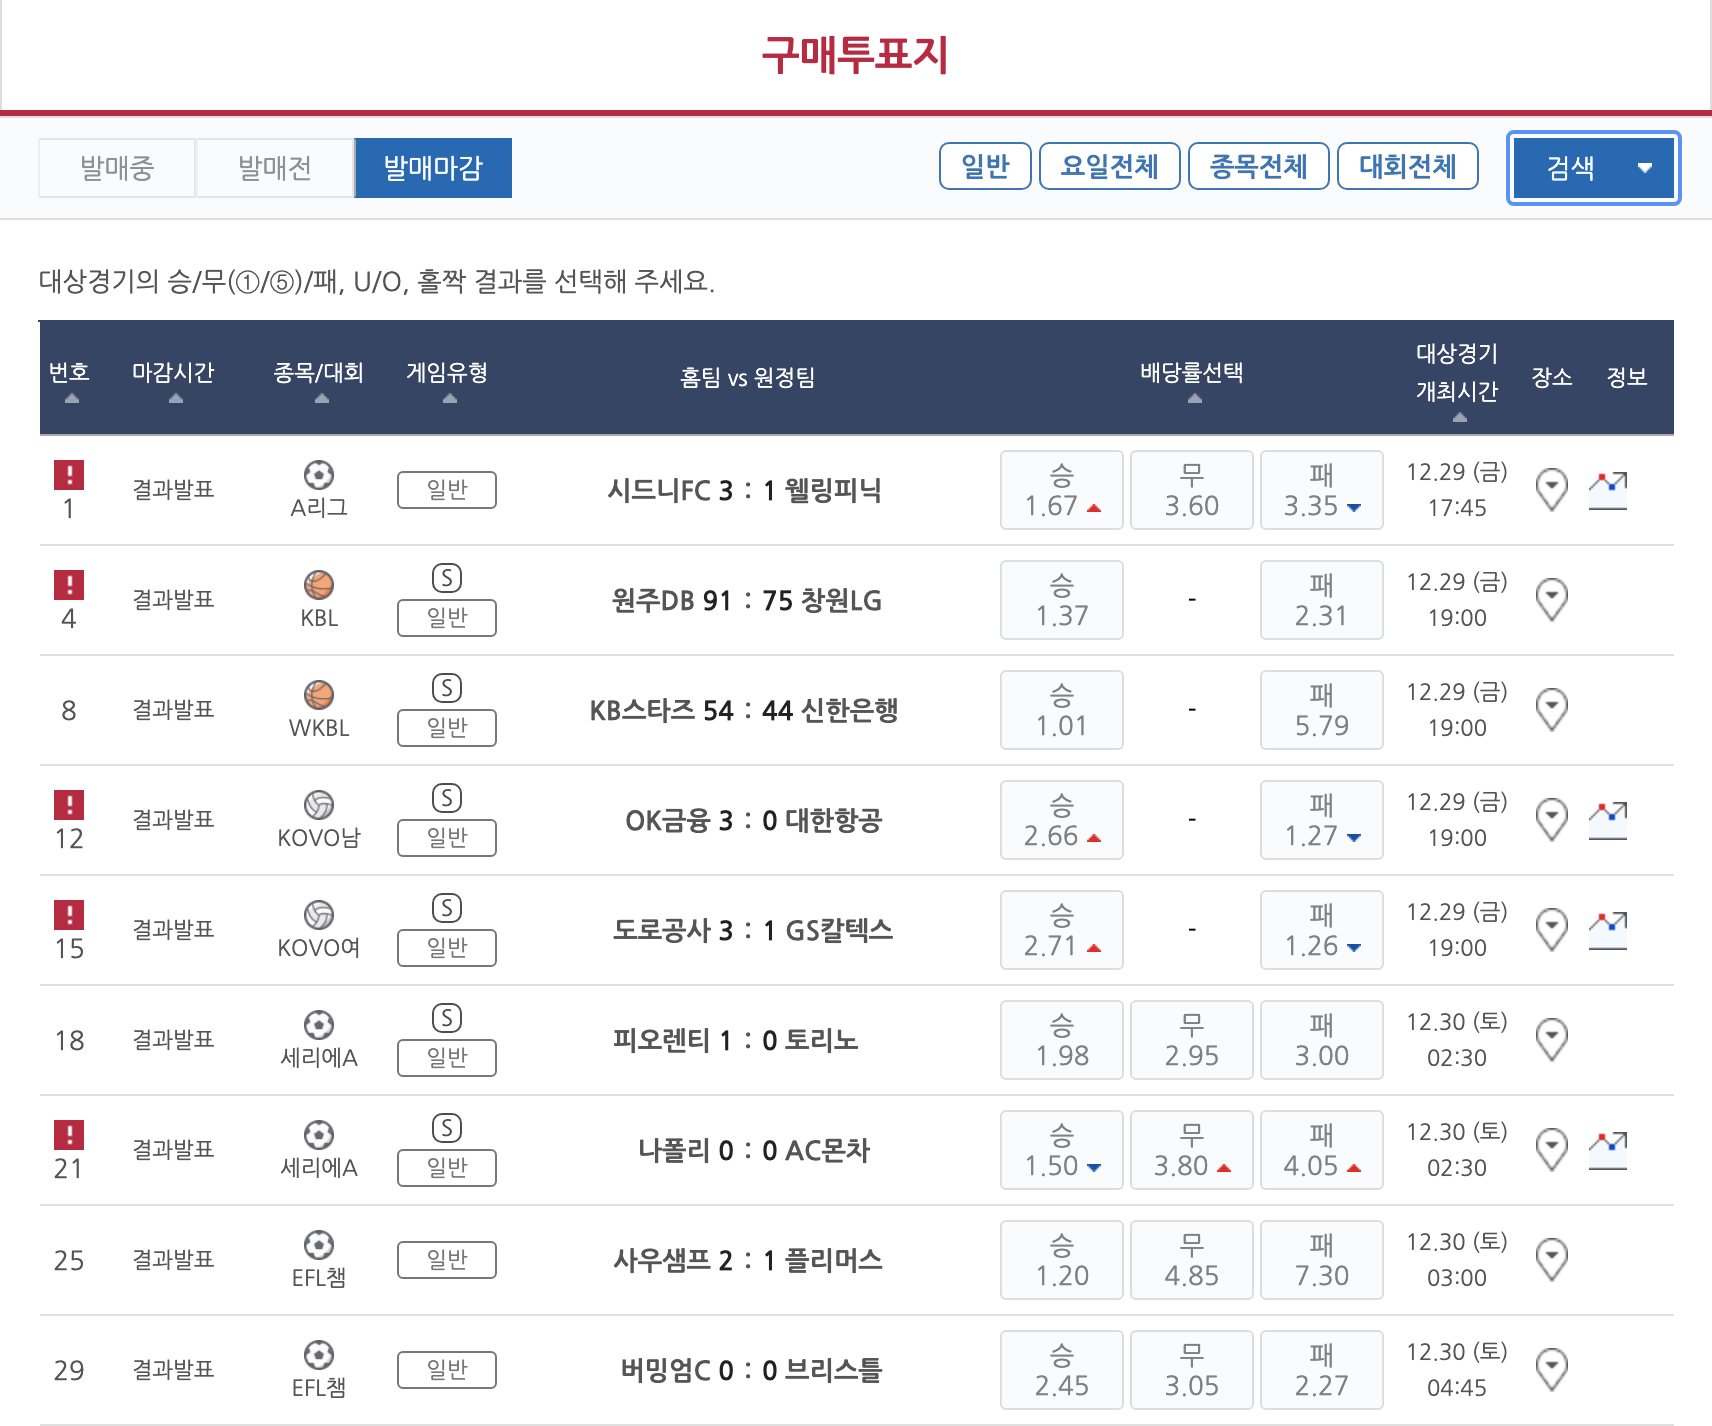 구매투표지
발매중 발매전 발매마감 일반 요일전체 종목전체 대회전체 검색
대상경기의 승/무(①/⑤)/패, U/O, 홀짝 결과를 선택해 주세요.
번호 마감시간 종목/대회 게임유형 홈팀 vs 원정팀 배당률선택 대상경기 개최시간 장소 정보
! 1 결과발표 A리그 일반 시드니FC 3 : 1 웰링피닉 승 1.67 무 3.60 패 3.35 12.29 (금) 17:45
! 4 결과발표 KBL S 일반 원주DB 91 : 75 창원LG 승 1.37 - 패 2.31 12.29 (금) 19:00
8 결과발표 WKBL S 일반 KB스타즈 54 : 44 신한은행 승 1.01 - 패 5.79 12.29 (금) 19:00
! 12 결과발표 KOVO남 S 일반 OK금융 3 : 0 대한항공 승 2.66 - 패 1.27 12.29 (금) 19:00
! 15 결과발표 KOVO여 S 일반 도로공사 3 : 1 GS칼텍스 승 2.71 - 패 1.26 12.29 (금) 19:00
18 결과발표 세리에A S 일반 피오렌티 1 : 0 토리노 승 1.98 무 2.95 패 3.00 12.30 (토) 02:30
! 21 결과발표 세리에A S 일반 나폴리 0 : 0 AC몬차 승 1.50 무 3.80 패 4.05 12.30 (토) 02:30
25 결과발표 EFL챔 일반 사우샘프 2 : 1 플리머스 승 1.20 무 4.85 패 7.30 12.30 (토) 03:00
29 결과발표 EFL챔 일반 버밍엄C 0 : 0 브리스틀 승 2.45 무 3.05 패 2.27 12.30 (토) 04:45